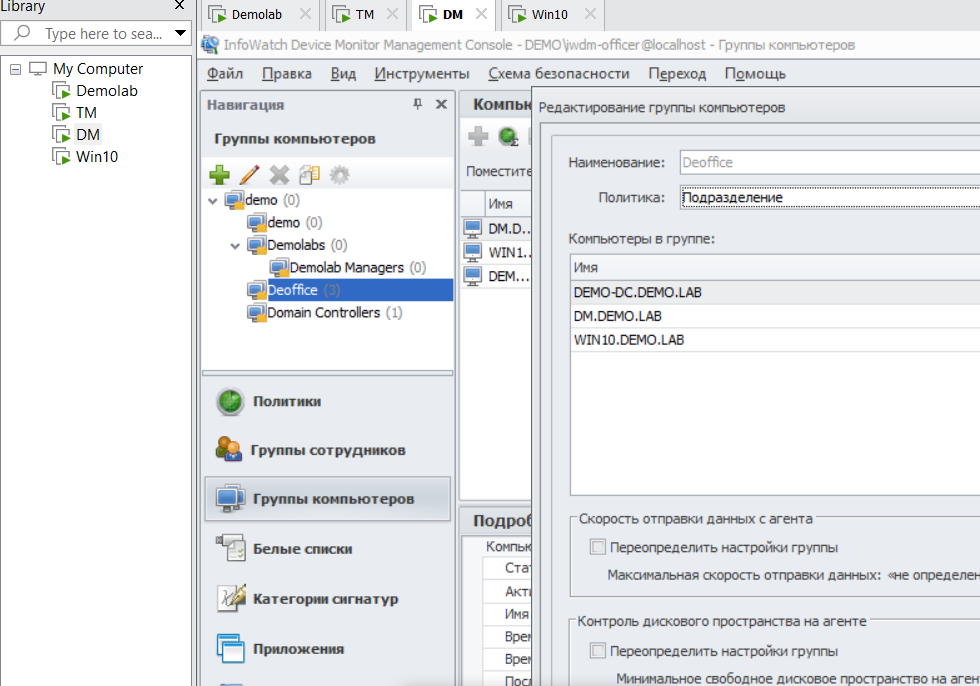 Library
Type here to sea...
My Computer
Demolab
TM
DM
Win10
Demolab
TM
DM
Win10
InfoWatch Device Monitor Management Console - DEMO\iwdm-officer@localhost - Группы компьютеров
Файл Правка Вид Инструменты Схема безопасности Переход Помощь
Навигация
Группы компьютеров
demo (0)
demo (0)
Demolabs (0)
Demolab Managers (0)
Deoffice (3)
Domain Controllers (1)
Политики
Группы сотрудников
Группы компьютеров
Белые списки
Категории сигнатур
Приложения
Компьн
Поместите
Имя
DM.D...
WIN1...
DEM...
Подроб
Компью
Стат
Акти
Имя
Врем
Врем
Посл
Редактирование группы компьютеров
Наименование: Deoffice
Политика: Подразделение
Компьютеры в группе:
Имя
DEMO-DC.DEMO.LAB
DM.DEMO.LAB
WIN10.DEMO.LAB
Скорость отправки данных с агента
Переопределить настройки группы
Максимальная скорость отправки данных: «не определен
Контроль дискового пространства на агенте
Переопределить настройки группы
Минимальное свободное дисковое пространство на аген